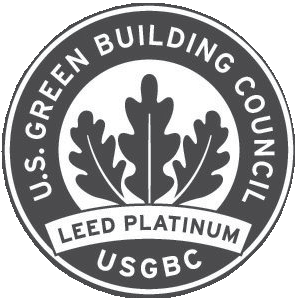 U.S. GREEN BUILDING COUNCIL
LEED PLATINUM
USGBC